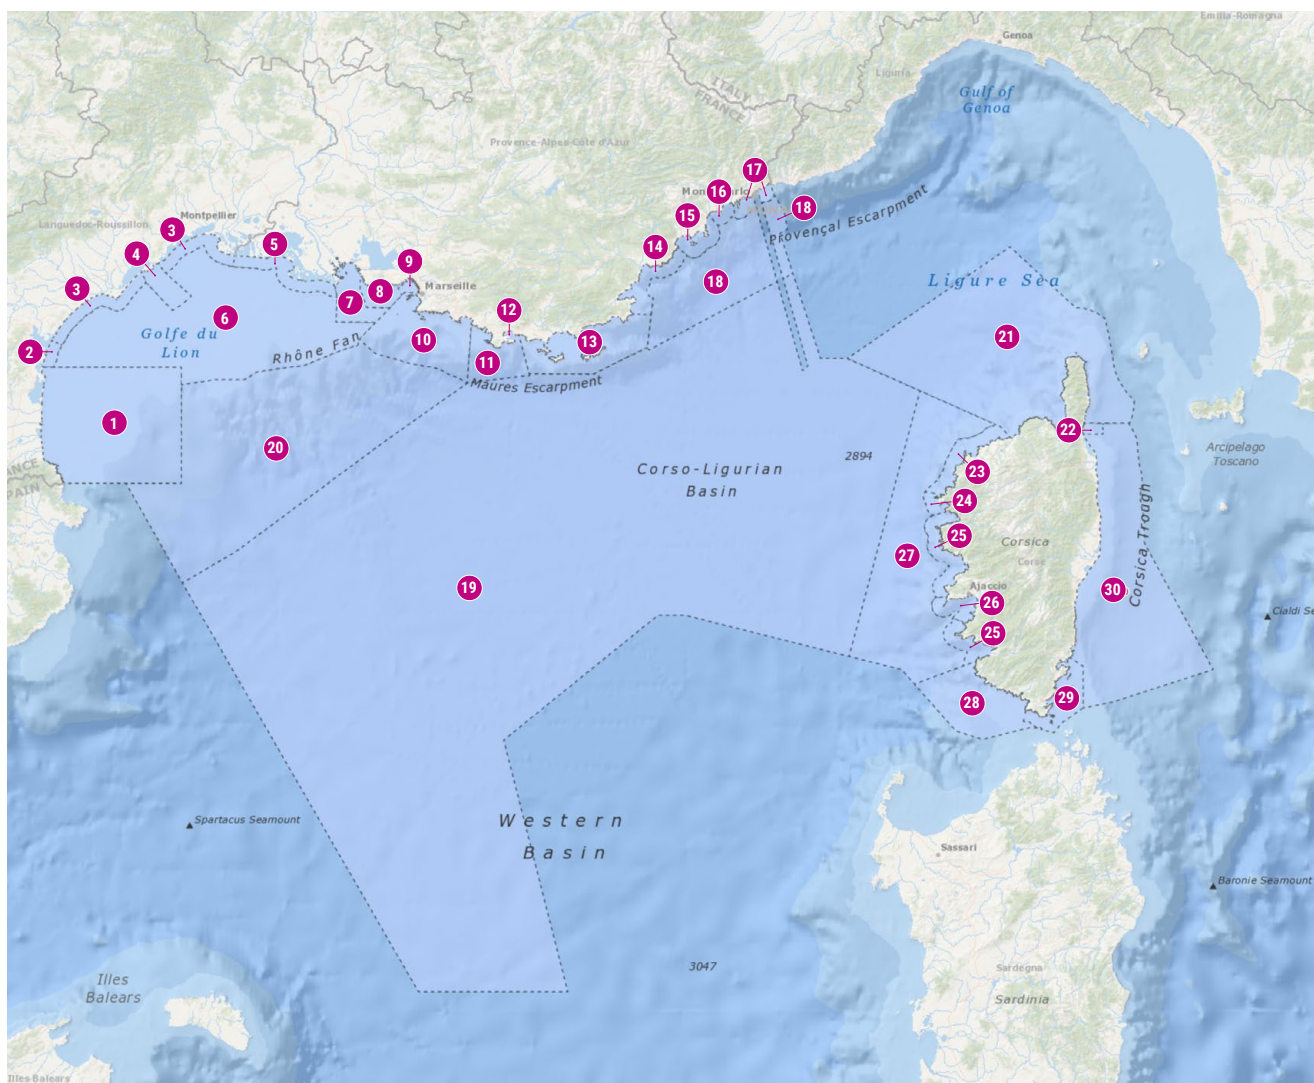 Emilia-Romagna
Genoa
Liguria
ITALY
FRANCE
Gulf of
Genoa
Provence-Alpes-Côte d'Azur
17
16
18
15
Provençal Escarpment
Montpellier
Languedoc-Roussillon
3
4
5
14
9
Marseille
3
7
8
18
Ligure Sea
6
12
Golfe du
Lion
Rhône Fan
10
13
21
2
11
Maures Escarpment
1
20
22
Arcipelago
Toscano
2894
Corso-Ligurian
Basin
23
24
25
Corsica
Corse
27
Corsica Trough
19
Ajaccio
26
30
25
Cialdi Se
28
29
Spartacus Seamount
Western
Basin
Sassari
Baronie Seamount
3047
Sardegna
Sardinia
Illes
Balears
Illes Balears